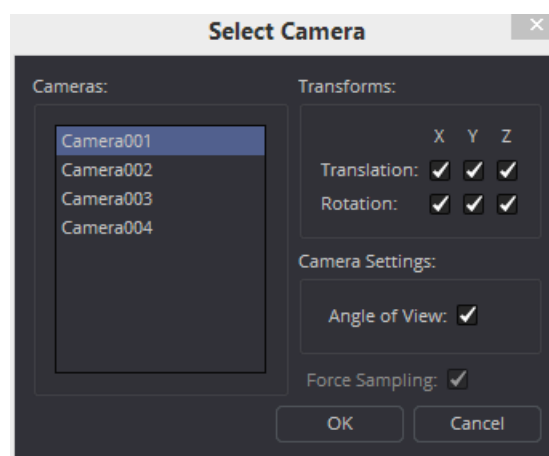 Select Camera
Cameras:
Camera001
Camera002
Camera003
Camera004
Transforms:
X Y Z
Translation:
Rotation:
Camera Settings:
Angle of View:
Force Sampling:
OK
Cancel